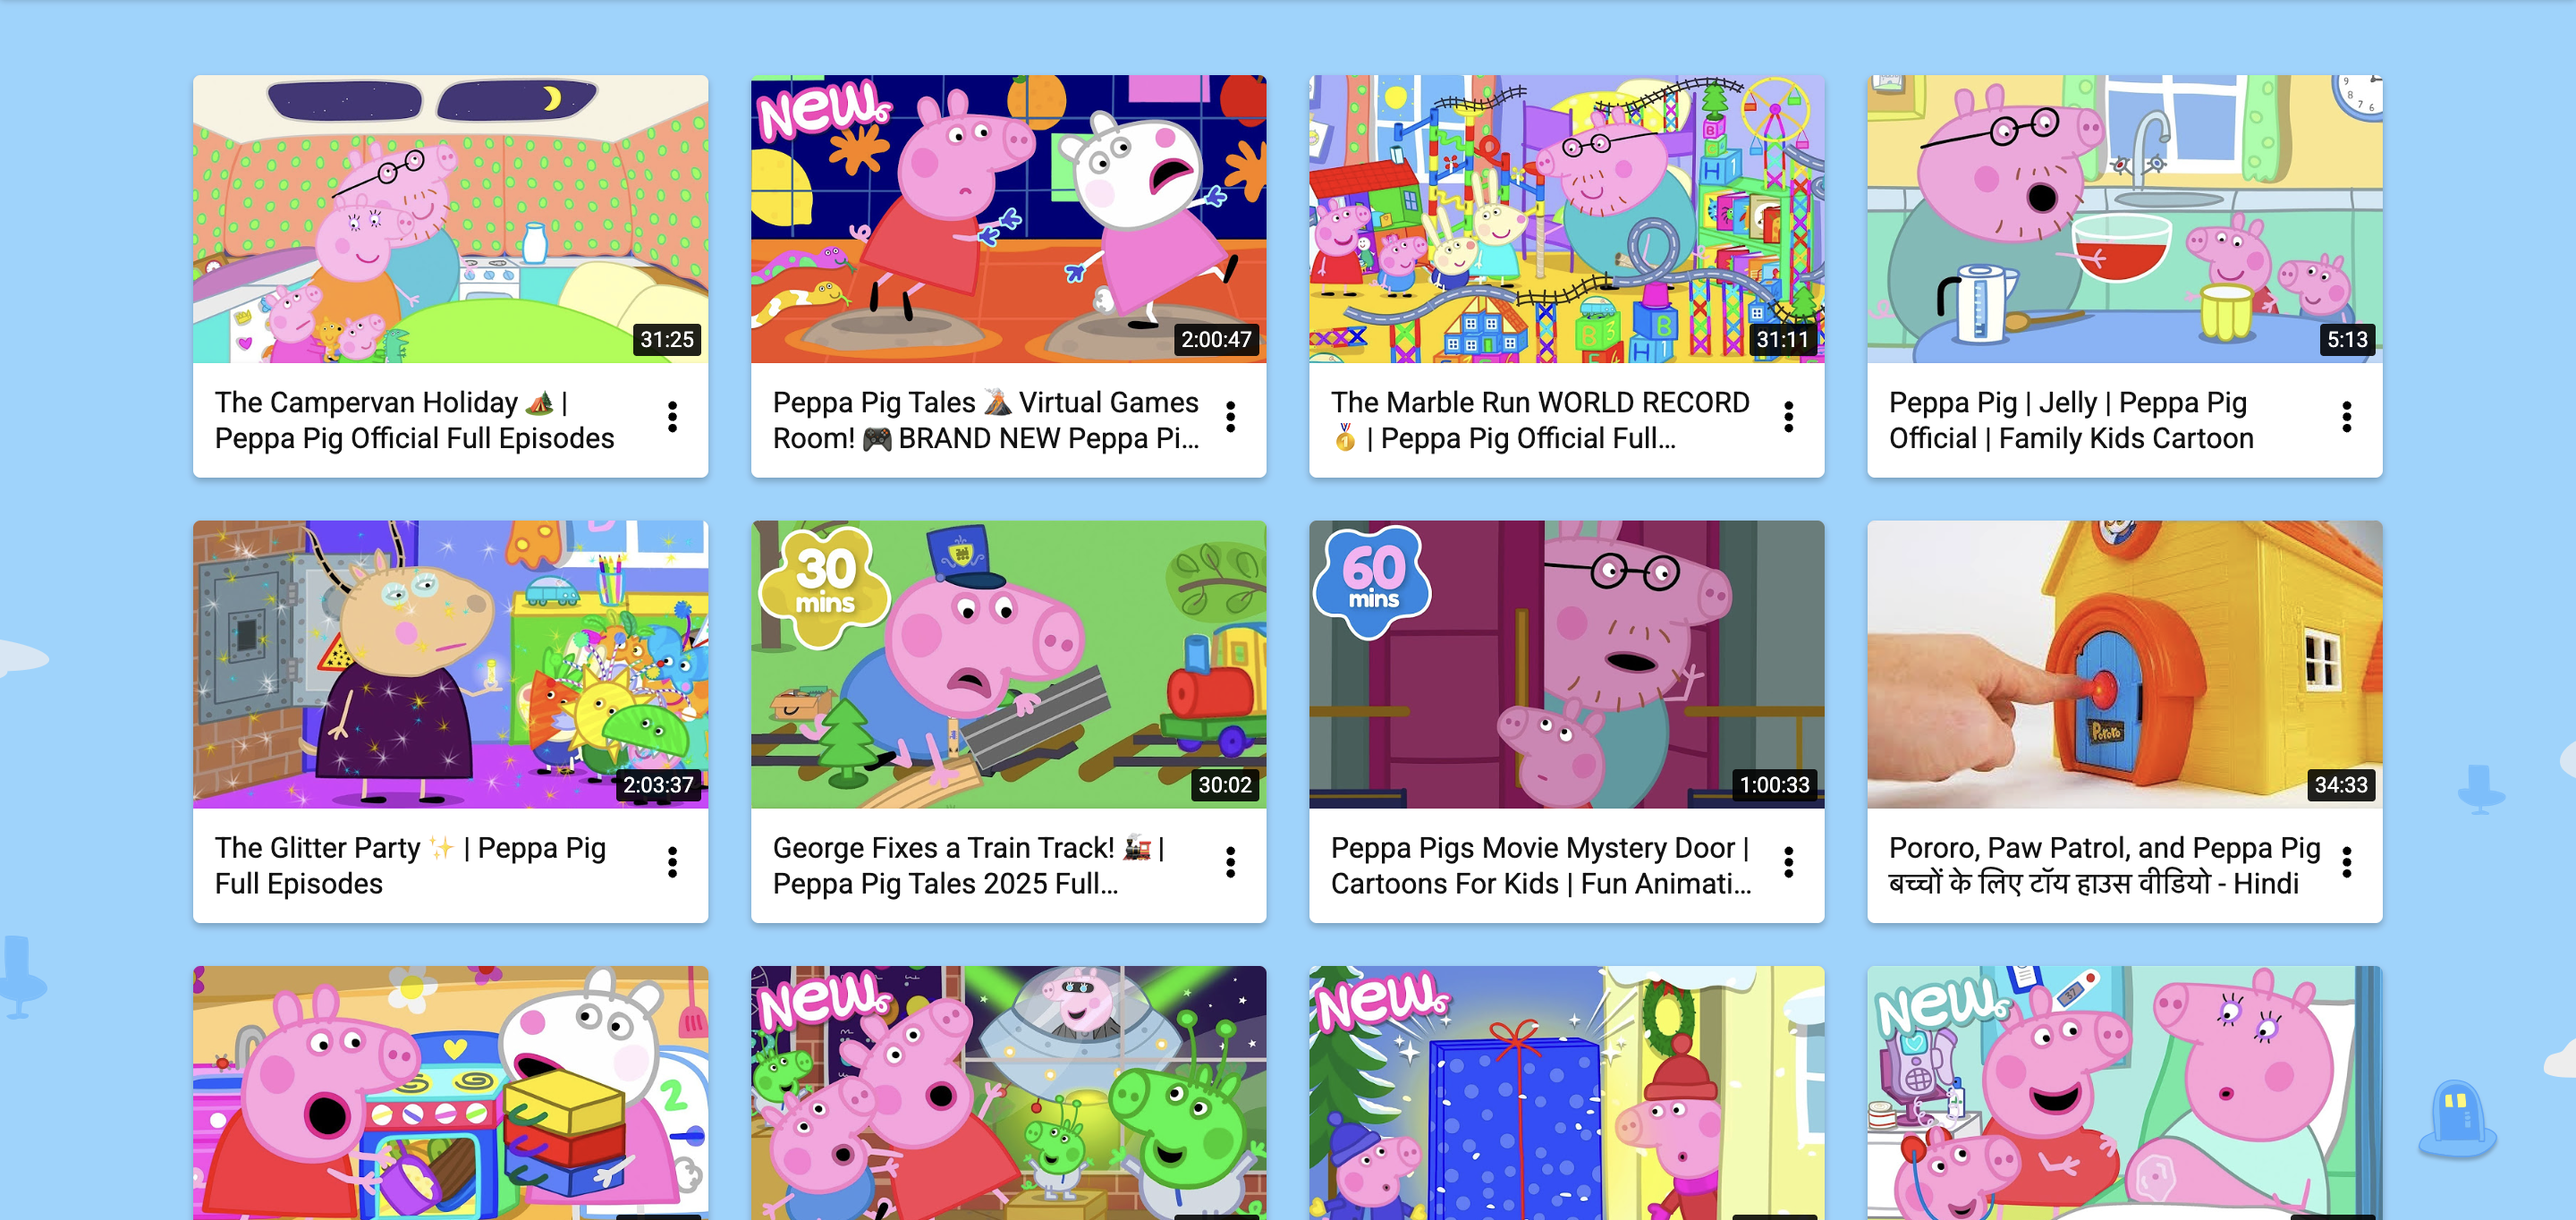 31:25
The Campervan Holiday 🏕️ |
Peppa Pig Official Full Episodes
New
2:00:47
Peppa Pig Tales 🌋 Virtual Games
Room! 🎮 BRAND NEW Peppa Pi...
31:11
The Marble Run WORLD RECORD
🏅 | Peppa Pig Official Full...
5:13
Peppa Pig | Jelly | Peppa Pig
Official | Family Kids Cartoon
2:03:37
The Glitter Party ✨ | Peppa Pig
Full Episodes
30
mins
30:02
George Fixes a Train Track! 🚂 |
Peppa Pig Tales 2025 Full...
60
mins
1:00:33
Peppa Pigs Movie Mystery Door |
Cartoons For Kids | Fun Animati...
Pororo
34:33
Pororo, Paw Patrol, and Peppa Pig
बच्चों के लिए टॉय हाउस वीडियो - Hindi
2
New
New
New